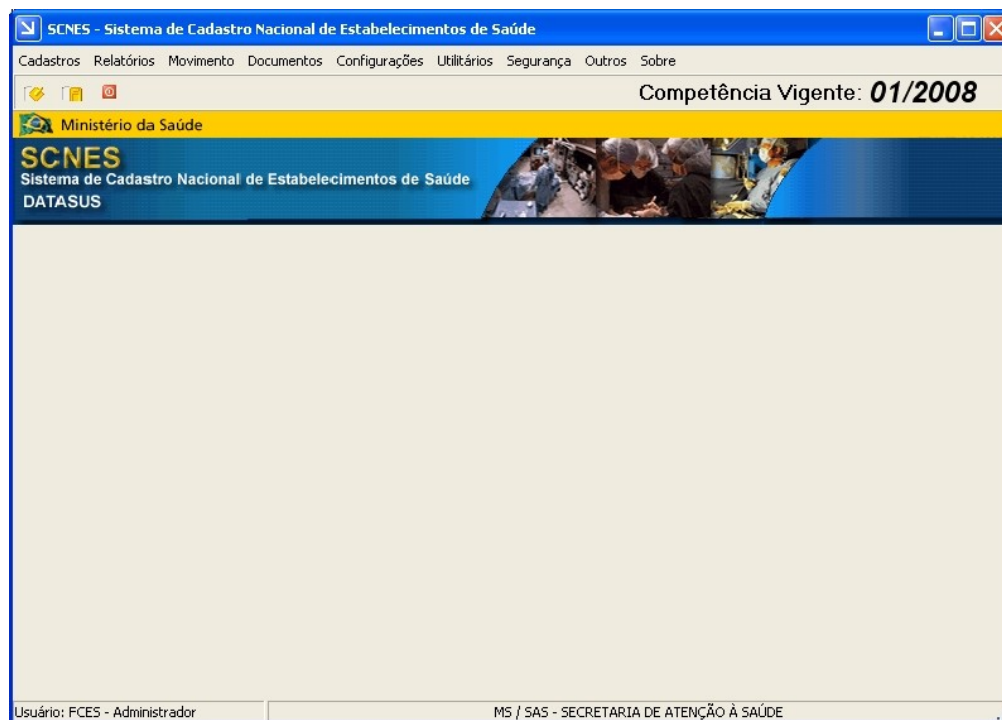 SCNES - Sistema de Cadastro Nacional de Estabelecimentos de Saúde
Cadastros Relatórios Movimento Documentos Configurações Utilitários Segurança Outros Sobre
Competência Vigente: 01/2008
Ministério da Saúde
SCNES
Sistema de Cadastro Nacional de Estabelecimentos de Saúde
DATASUS
Usuário: FCES - Administrador MS / SAS - SECRETARIA DE ATENÇÃO À SAÚDE